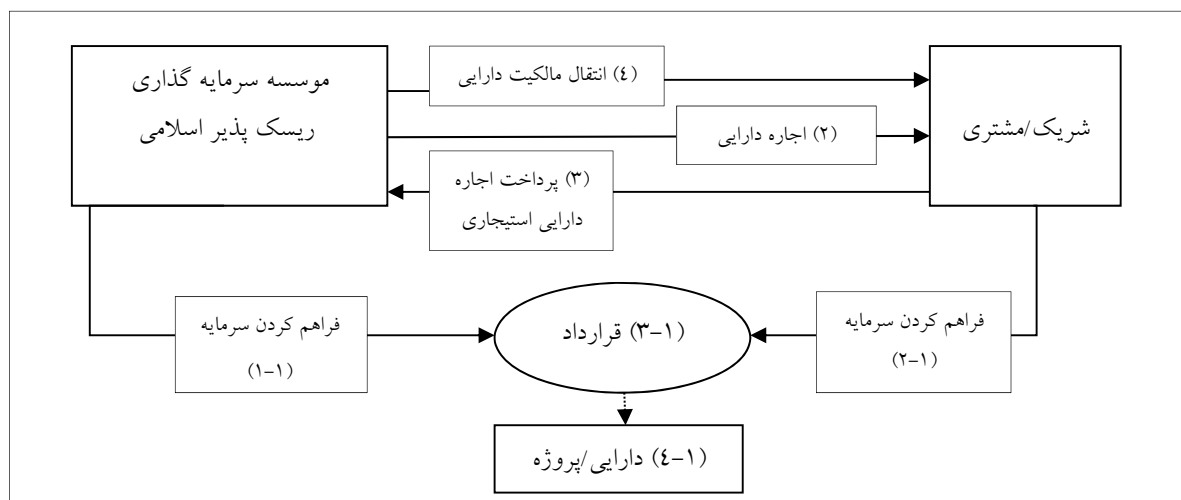 موسسه سرمایه گذاری
ریسک پذیر اسلامی
(٤) انتقال مالکیت دارایی
(٢) اجاره دارایی
(٣) پرداخت اجاره
دارایی استیجاری
شریک/مشتری
فراهم کردن سرمایه
(١-١)
(٣-١) قرارداد
فراهم کردن سرمایه
(٢-١)
(٤-١) دارایی/پروژه